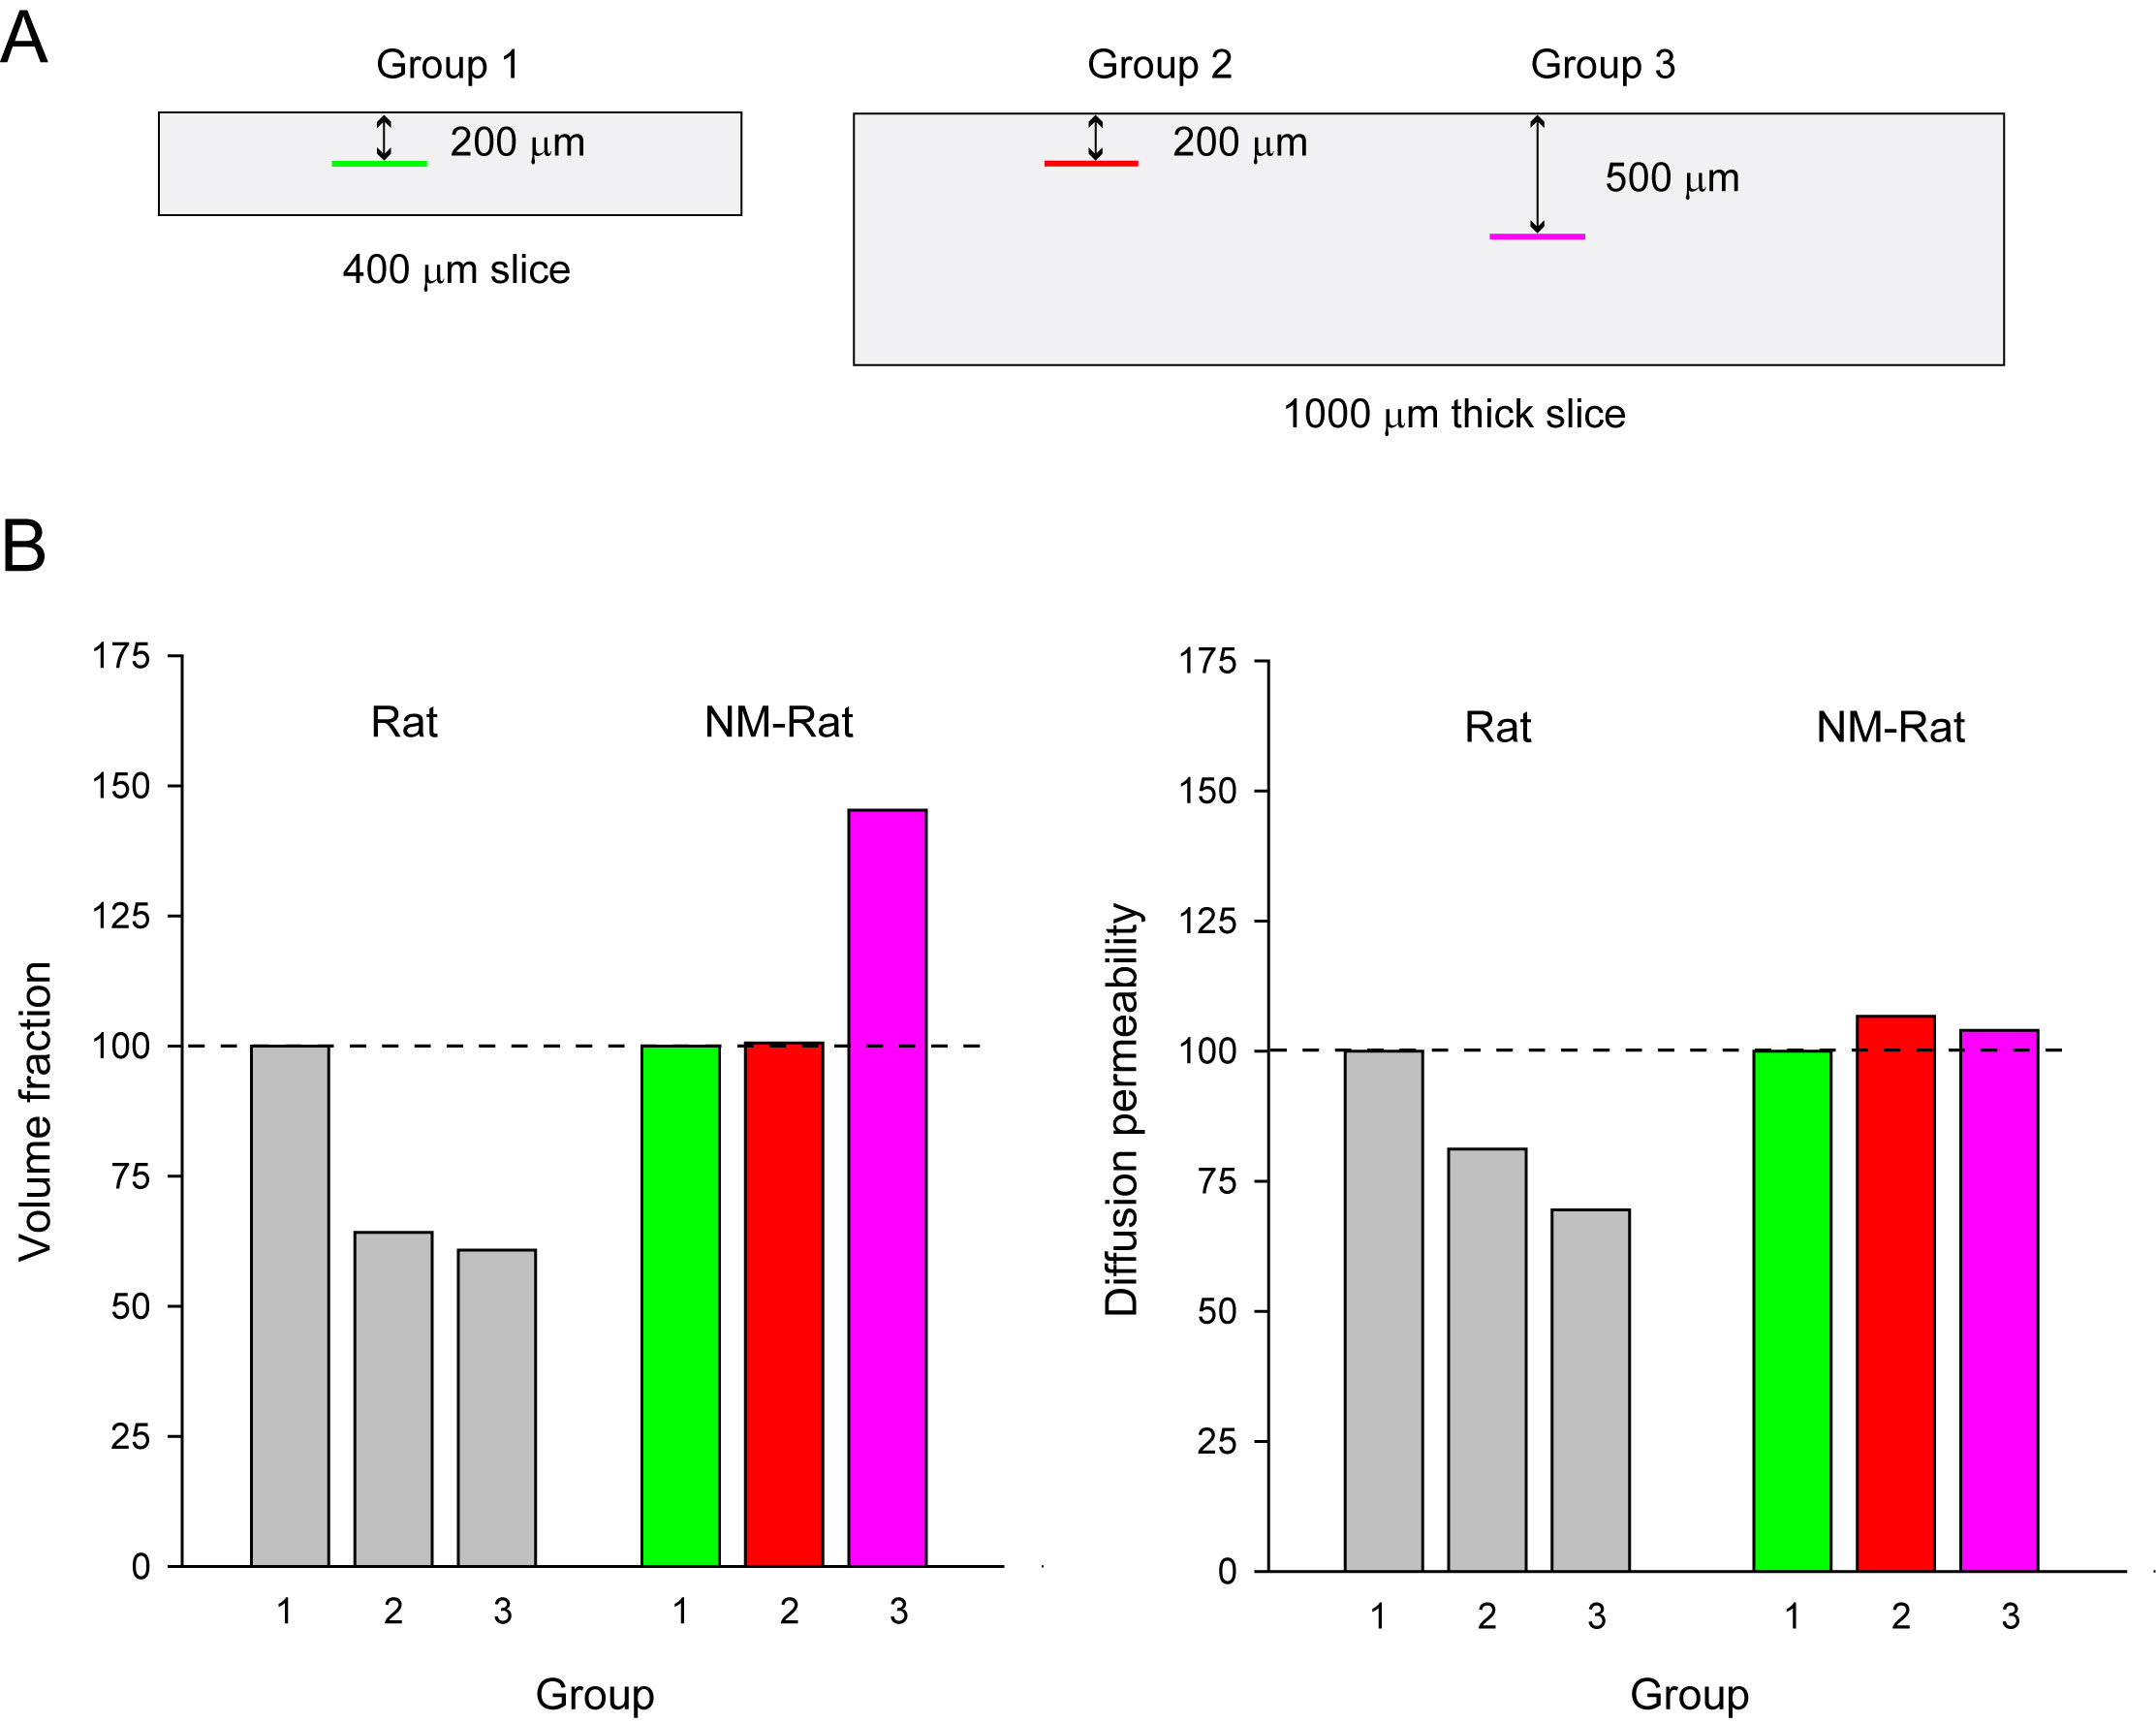 A
Group 1
Group 2
Group 3
200 μm
200 μm
500 μm
400 μm slice
1000 μm thick slice
B
175
150
125
100
75
50
25
0
Volume fraction
Rat
NM-Rat
1 2 3 1 2 3
Group
175
150
125
100
75
50
25
0
Diffusion permeability
Rat
NM-Rat
1 2 3 1 2 3
Group